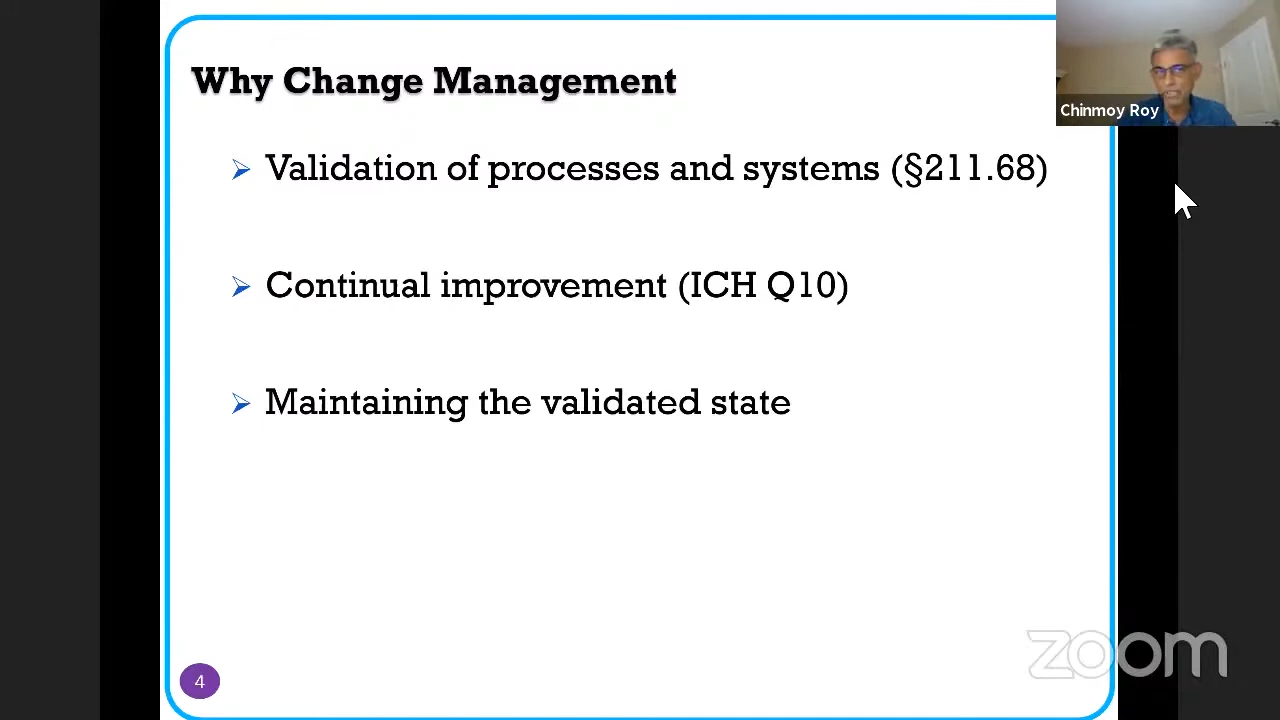 Why Change Management
Chinmoy Roy
Validation of processes and systems (§211.68)
Continual improvement (ICH Q10)
Maintaining the validated state
4
zoom